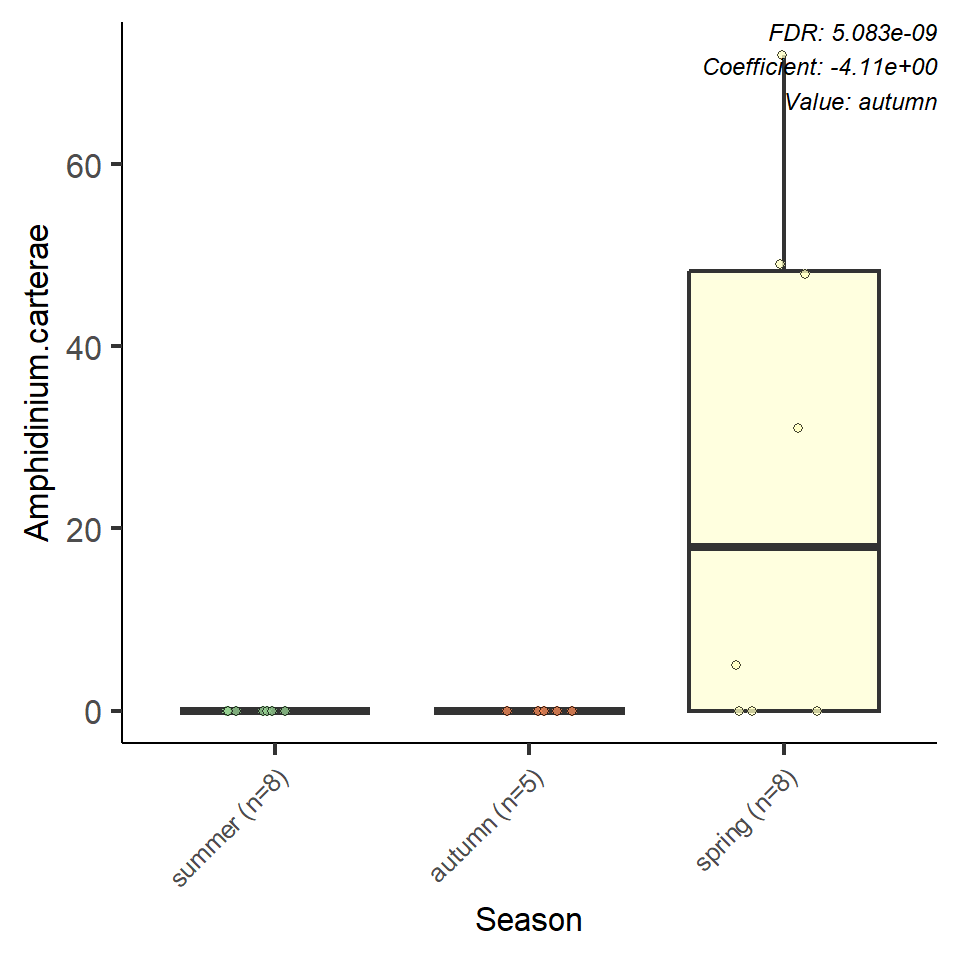 FDR: 5.083e-09
Coefficient: -4.11e+00
Value: autumn
Amphidinium.carterae
60
40
20
0
summer (n=8)
autumn (n=5)
spring (n=8)
Season